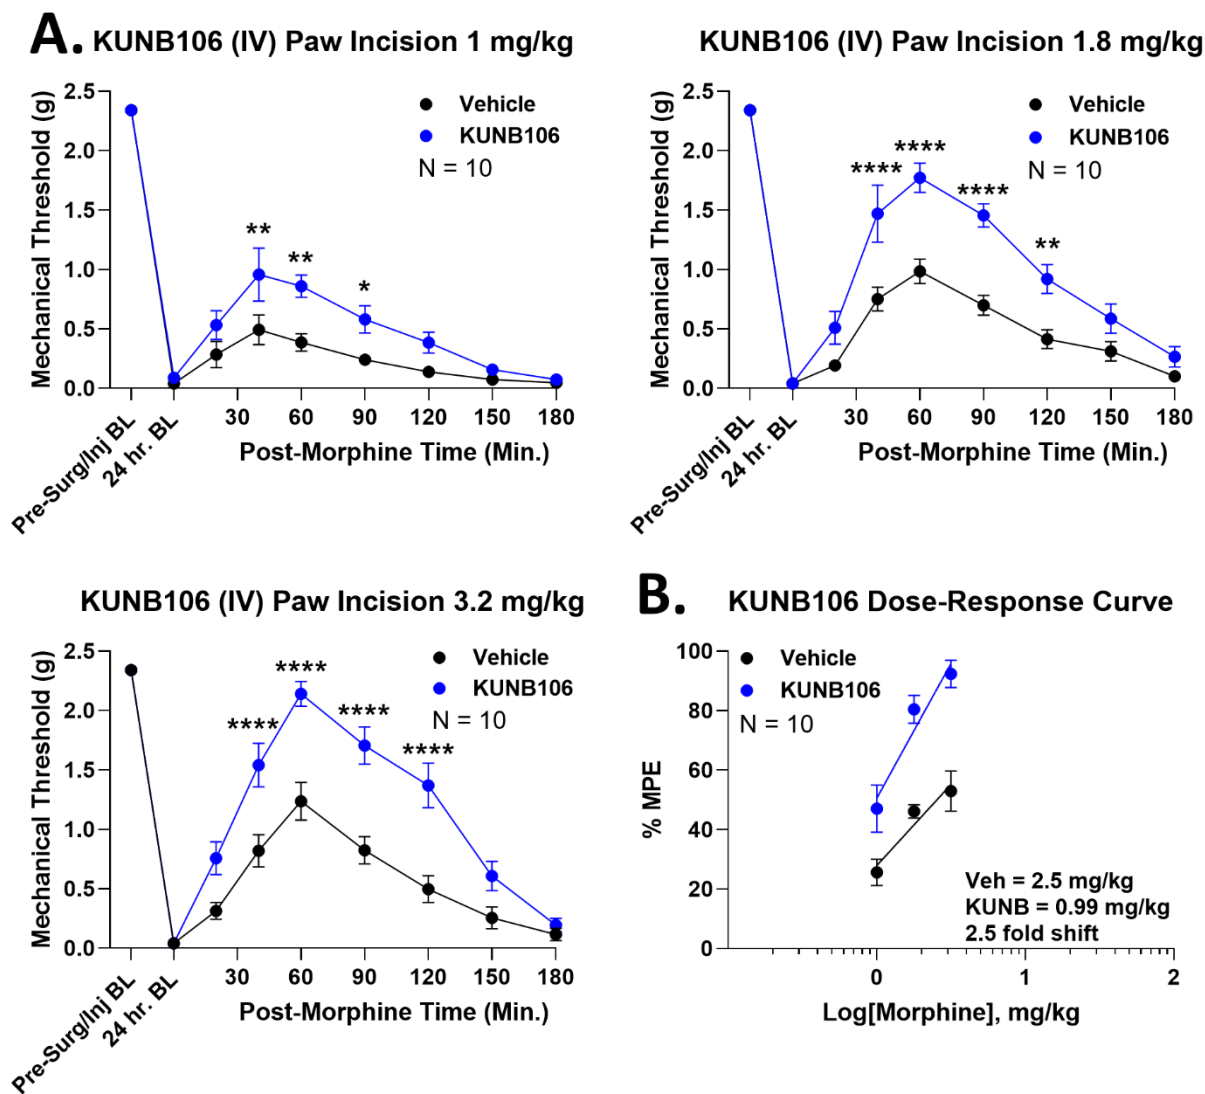 A. KUNB106 (IV) Paw Incision 1 mg/kg
Mechanical Threshold (g)
2.5
2.0
1.5
1.0
0.5
0.0
Vehicle
KUNB106
N = 10
**
**
*
Pre-Surg/Inj BL
24 hr. BL
30 60 90 120 150 180
Post-Morphine Time (Min.)
KUNB106 (IV) Paw Incision 1.8 mg/kg
Mechanical Threshold (g)
2.5
2.0
1.5
1.0
0.5
0.0
Vehicle
KUNB106
N = 10
****
****
****
**
Pre-Surg/Inj BL
24 hr. BL
30 60 90 120 150 180
Post-Morphine Time (Min.)
KUNB106 (IV) Paw Incision 3.2 mg/kg
Mechanical Threshold (g)
2.5
2.0
1.5
1.0
0.5
0.0
Vehicle
KUNB106
N = 10
****
****
****
****
Pre-Surg/Inj BL
24 hr. BL
30 60 90 120 150 180
Post-Morphine Time (Min.)
B. KUNB106 Dose-Response Curve
% MPE
100
80
60
40
20
0
Vehicle
KUNB106
N = 10
Veh = 2.5 mg/kg
KUNB = 0.99 mg/kg
2.5 fold shift
0 1 2
Log[Morphine], mg/kg